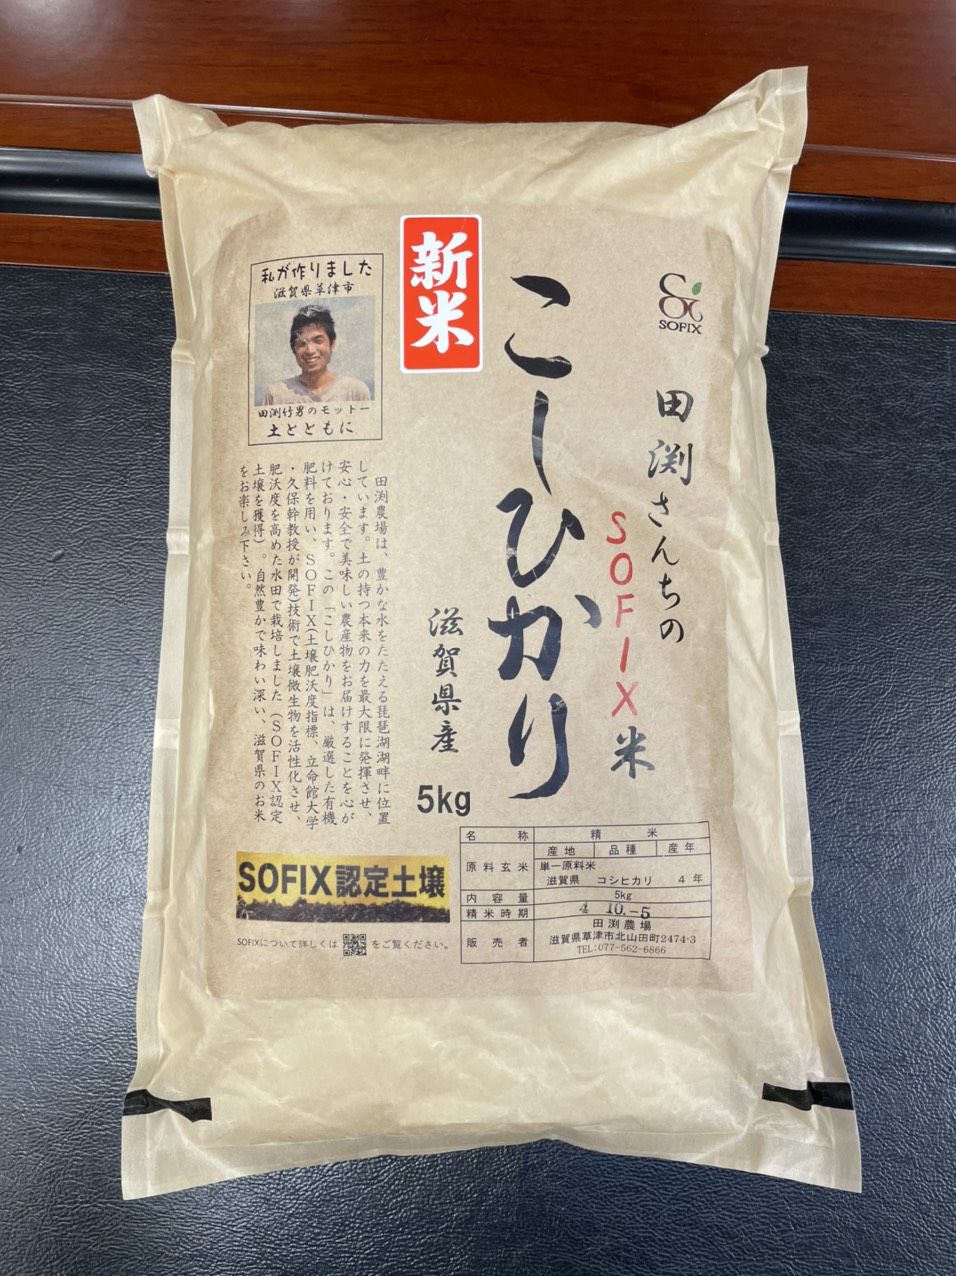 新米
こしひかり
SOFIX
田渕さんちの
SOFIX米
滋賀県産
5kg
私が作りました
滋賀県草津市
田渕竹男のモットー
土とともに
田渕農場は、豊かな水をたたえる琵琶湖湖畔に位置
しています。土の持つ本来の力を最大限に発揮させ、
安心・安全で美味しい農産物をお届けすることを心が
けております。この「こしひかり」は、厳選した有機
肥料を用い、SOFIX(土壌肥沃度指標、立命館大学
・久保幹教授が開発)技術で土壌微生物を活性化させ、
肥沃度を高めた水田で栽培しました(SOFIX認定
土壌を獲得)。自然豊かで味わい深い、滋賀県のお米
をお楽しみ下さい。
SOFIX認定土壌
SOFIXについて詳しくは をご覧ください。
名称 精米
原料玄米 産地 品種 産年
単一原料米
滋賀県 コシヒカリ 4年
内容量 5kg
精米時期 4 10.-5
販売者 田渕農場
滋賀県草津市北山田町2474-3
TEL:077-562-6866